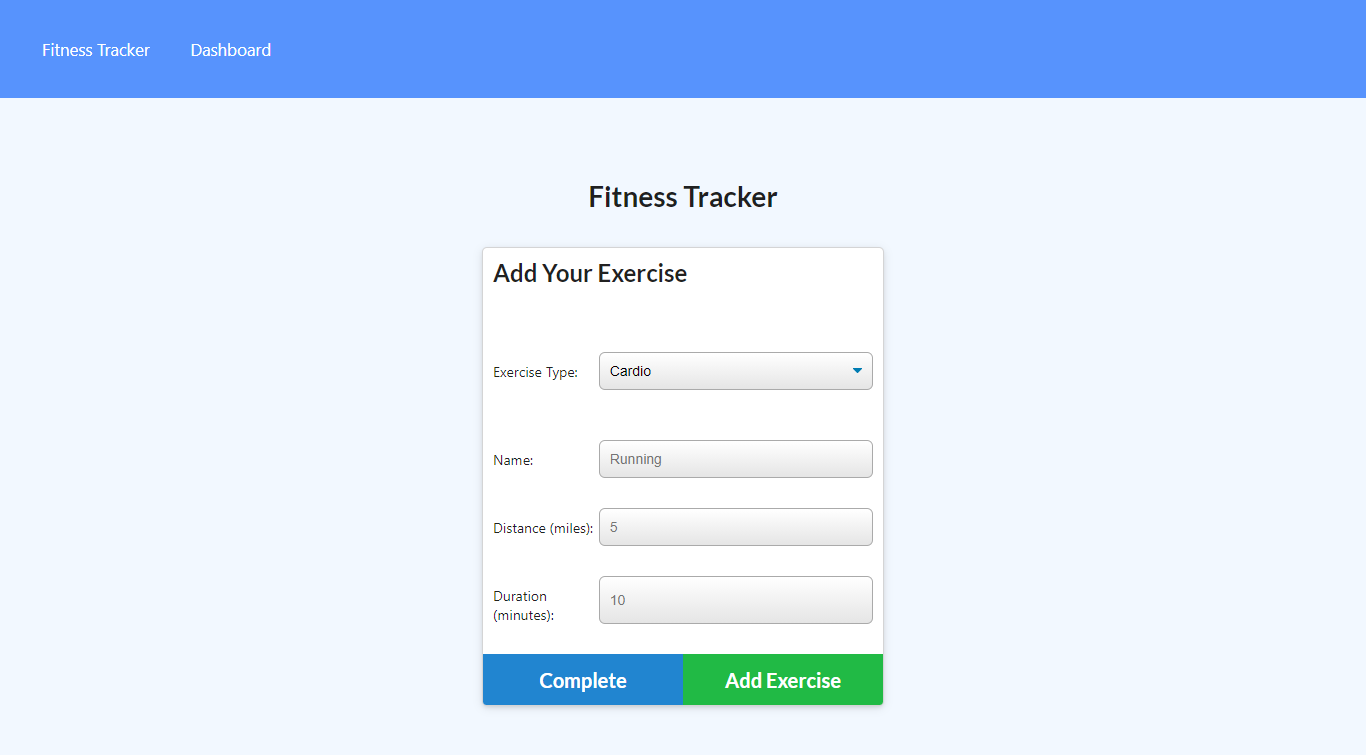 Fitness Tracker Dashboard
Fitness Tracker
Add Your Exercise
Exercise Type: Cardio
Name: Running
Distance (miles): 5
Duration
(minutes): 10
Complete Add Exercise